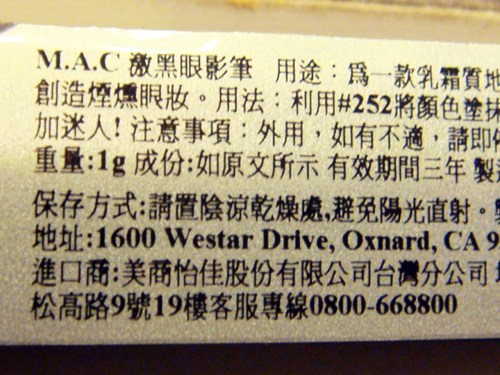 M.A.C 激黑眼影筆 用途：為一款乳霜質地
創造煙燻眼妝。用法：利用#252將顏色塗抹
加迷人! 注意事項：外用，如有不適，請即停
重量:1g 成份:如原文所示 有效期間三年 製造
保存方式:請置陰涼乾燥處,避免陽光直射。
地址:1600 Westar Drive, Oxnard, CA 9
進口商:美商怡佳股份有限公司台灣分公司
松高路9號19樓客服專線0800-668800